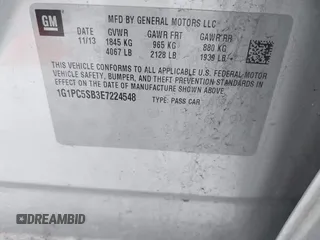 GM
MFD BY GENERAL MOTORS LLC
11/13 GVWR GAWR FRT GAWR RR
1845 KG 965 KG 880 KG
4067 LB 2128 LB 1939 LB
THIS VEHICLE CONFORMS TO ALL APPLICABLE U.S. FEDERAL MOTOR
VEHICLE SAFETY, BUMPER, AND THEFT PREVENTION STANDARDS IN
EFFECT ON THE DATE OF MANUFACTURE SHOWN ABOVE.
1G1PC5SB3E7224548 TYPE: PASS CAR
DREAMBID